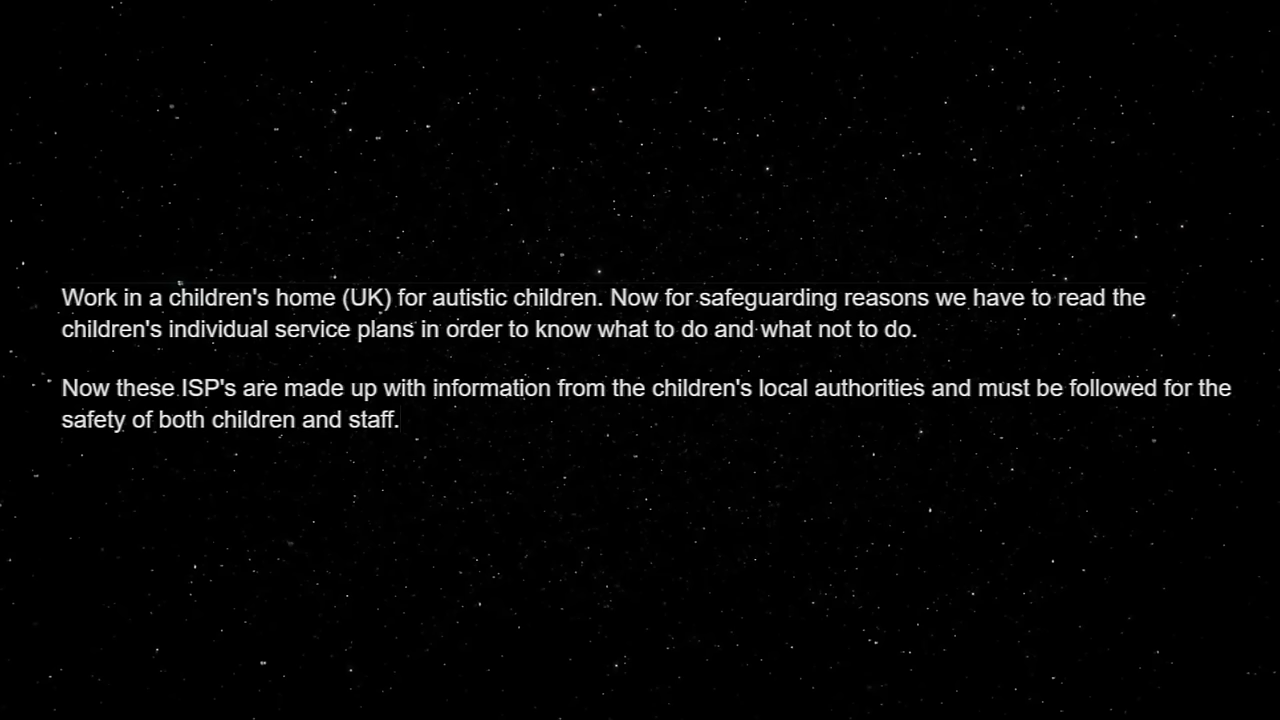 Work in a children's home (UK) for autistic children. Now for safeguarding reasons we have to read the
children's individual service plans in order to know what to do and what not to do.
Now these ISP's are made up with information from the children's local authorities and must be followed for the
safety of both children and staff.